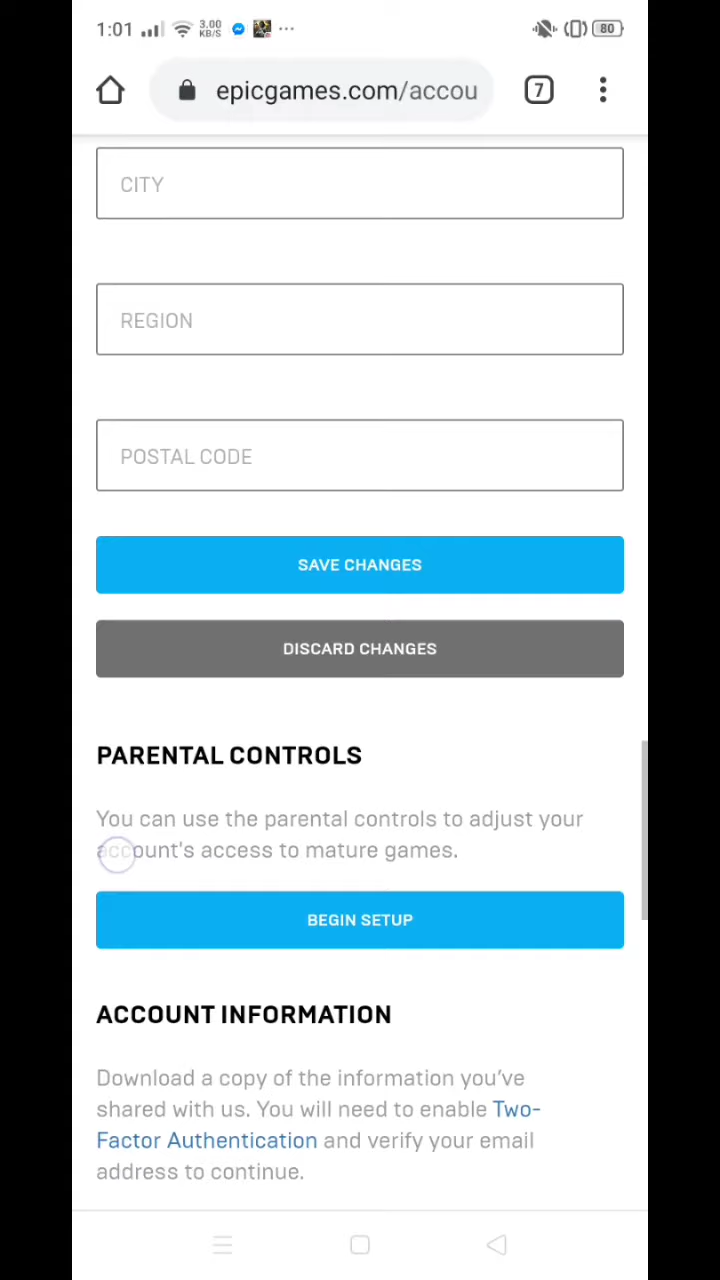 1:01 3.00 KB/S 80
epicgames.com/accou 7
CITY
REGION
POSTAL CODE
SAVE CHANGES
DISCARD CHANGES
PARENTAL CONTROLS
You can use the parental controls to adjust your
account's access to mature games.
BEGIN SETUP
ACCOUNT INFORMATION
Download a copy of the information you've
shared with us. You will need to enable Two-
Factor Authentication and verify your email
address to continue.